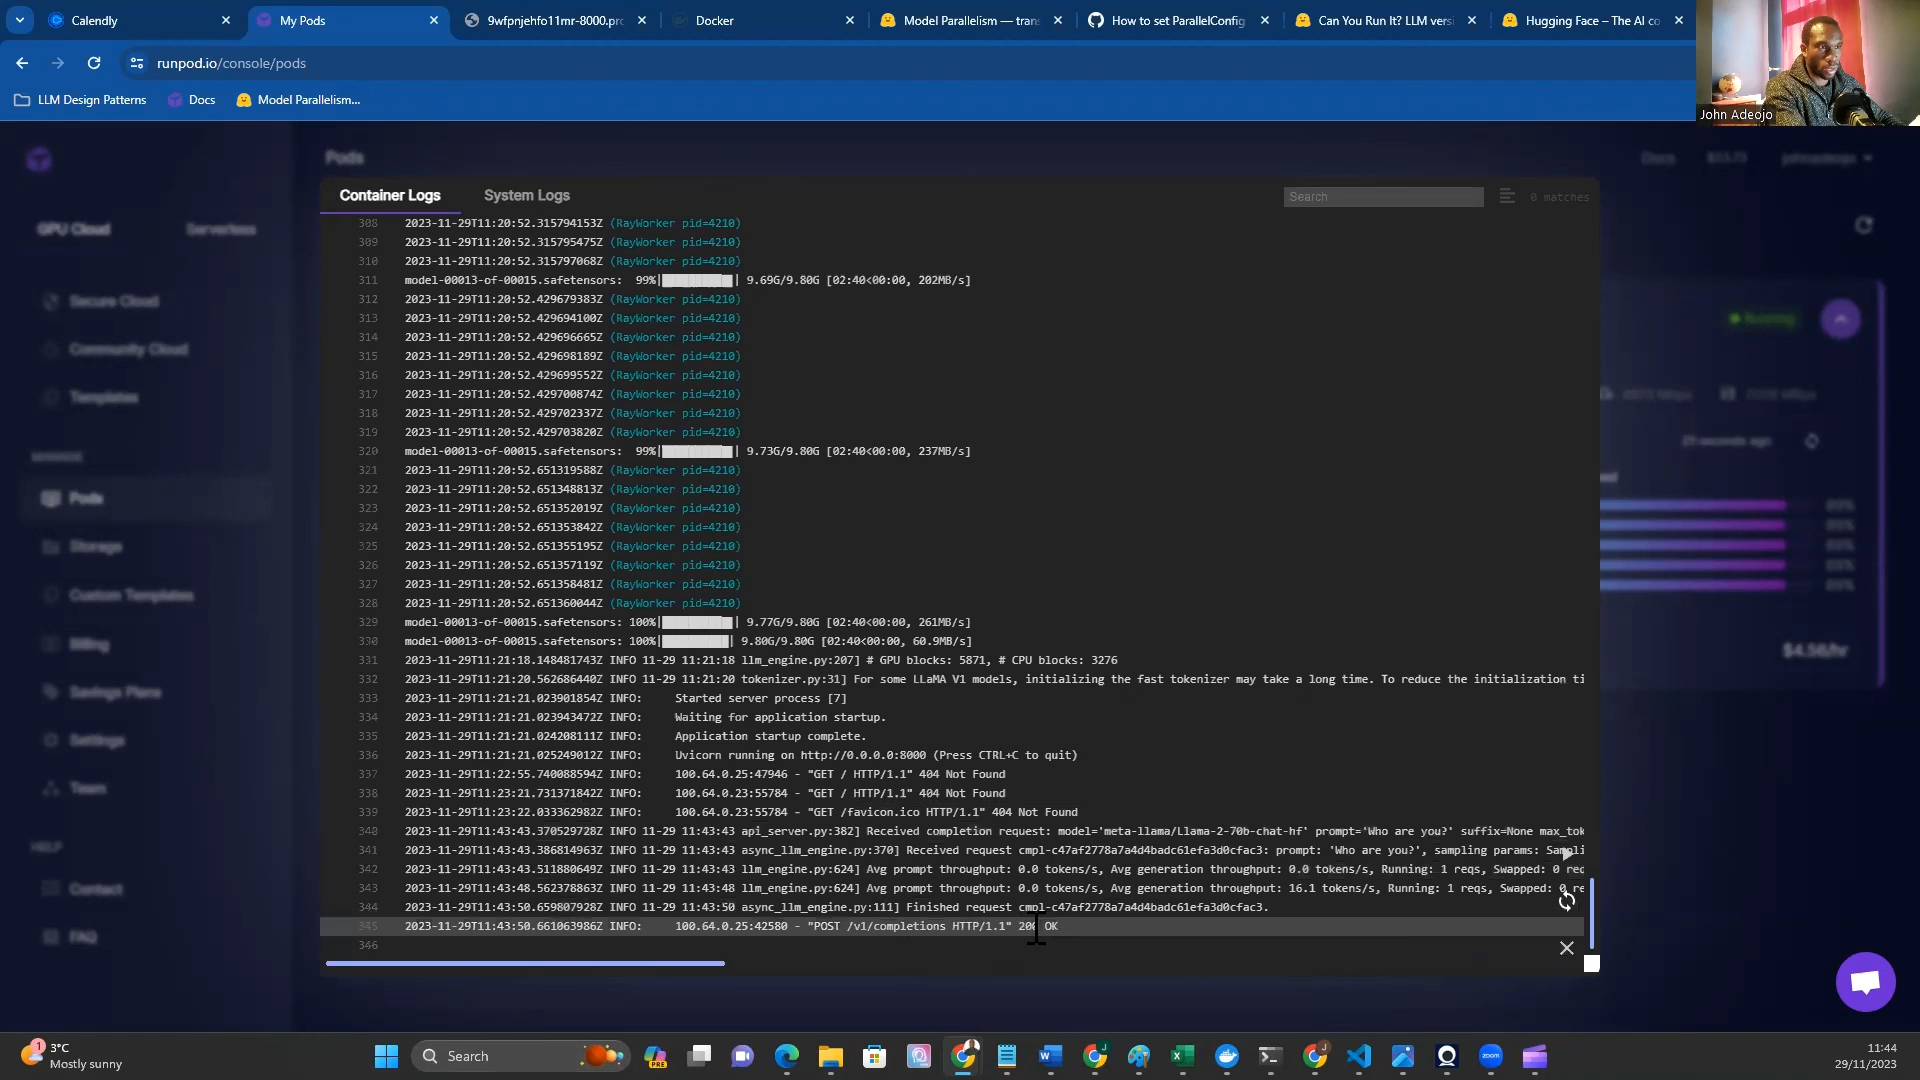 Calendly
My Pods
9wfpnjehfo11mr-8000.pro
Docker
Model Parallelism — tran
How to set ParallelConfig
Can You Run It? LLM vers
Hugging Face – The AI co
runpod.io/console/pods
LLM Design Patterns
Docs
Model Parallelism...
John Adeojo
Pods
Docs
GPU Cloud
Serverless
Secure Cloud
Community Cloud
Templates
MANAGE
Pods
Storage
Custom Templates
Billing
Savings Plans
Settings
Team
HELP
Contact
FAQ
Running
$4.58/hr
Container Logs
System Logs
Search
0 matches
308 2023-11-29T11:20:52.315794153Z (RayWorker pid=4210)
309 2023-11-29T11:20:52.315795475Z (RayWorker pid=4210)
310 2023-11-29T11:20:52.315797068Z (RayWorker pid=4210)
311 model-00013-of-00015.safetensors: 99%|██████████| 9.69G/9.80G [02:40<00:00, 202MB/s]
312 2023-11-29T11:20:52.429679383Z (RayWorker pid=4210)
313 2023-11-29T11:20:52.429694100Z (RayWorker pid=4210)
314 2023-11-29T11:20:52.429696665Z (RayWorker pid=4210)
315 2023-11-29T11:20:52.429698189Z (RayWorker pid=4210)
316 2023-11-29T11:20:52.429699552Z (RayWorker pid=4210)
317 2023-11-29T11:20:52.429700874Z (RayWorker pid=4210)
318 2023-11-29T11:20:52.429702337Z (RayWorker pid=4210)
319 2023-11-29T11:20:52.429703820Z (RayWorker pid=4210)
320 model-00013-of-00015.safetensors: 99%|██████████| 9.73G/9.80G [02:40<00:00, 237MB/s]
321 2023-11-29T11:20:52.651319588Z (RayWorker pid=4210)
322 2023-11-29T11:20:52.651348813Z (RayWorker pid=4210)
323 2023-11-29T11:20:52.651352019Z (RayWorker pid=4210)
324 2023-11-29T11:20:52.651353842Z (RayWorker pid=4210)
325 2023-11-29T11:20:52.651355195Z (RayWorker pid=4210)
326 2023-11-29T11:20:52.651357119Z (RayWorker pid=4210)
327 2023-11-29T11:20:52.651358481Z (RayWorker pid=4210)
328 2023-11-29T11:20:52.651360044Z (RayWorker pid=4210)
329 model-00013-of-00015.safetensors: 100%|██████████| 9.77G/9.80G [02:40<00:00, 261MB/s]
330 model-00013-of-00015.safetensors: 100%|██████████| 9.80G/9.80G [02:40<00:00, 60.9MB/s]
331 2023-11-29T11:21:18.148481743Z INFO 11-29 11:21:18 llm_engine.py:207] # GPU blocks: 5871, # CPU blocks: 3276
332 2023-11-29T11:21:20.562686440Z INFO 11-29 11:21:20 tokenizer.py:31] For some LLaMA V1 models, initializing the fast tokenizer may take a long time. To reduce the initialization ti
333 2023-11-29T11:21:21.023901854Z INFO: Started server process [7]
334 2023-11-29T11:21:21.023943472Z INFO: Waiting for application startup.
335 2023-11-29T11:21:21.024208111Z INFO: Application startup complete.
336 2023-11-29T11:21:21.025249012Z INFO: Uvicorn running on http://0.0.0.0:8000 (Press CTRL+C to quit)
337 2023-11-29T11:22:55.740088594Z INFO: 100.64.0.25:47946 - "GET / HTTP/1.1" 404 Not Found
338 2023-11-29T11:23:21.731371842Z INFO: 100.64.0.23:55784 - "GET / HTTP/1.1" 404 Not Found
339 2023-11-29T11:23:22.033362982Z INFO: 100.64.0.23:55784 - "GET /favicon.ico HTTP/1.1" 404 Not Found
340 2023-11-29T11:43:43.370529728Z INFO 11-29 11:43:43 api_server.py:382] Received completion request: model='meta-llama/Llama-2-70b-chat-hf' prompt='Who are you?' suffix=None max_tok
341 2023-11-29T11:43:43.386814963Z INFO 11-29 11:43:43 async_llm_engine.py:370] Received request cmpl-c47af2778a7a4d4badc61efa3d0cfac3: prompt: 'Who are you?', sampling params: Sampli
342 2023-11-29T11:43:43.511880649Z INFO 11-29 11:43:43 llm_engine.py:624] Avg prompt throughput: 0.0 tokens/s, Avg generation throughput: 0.0 tokens/s, Running: 1 reqs, Swapped: 0 req
343 2023-11-29T11:43:48.562378863Z INFO 11-29 11:43:48 llm_engine.py:624] Avg prompt throughput: 0.0 tokens/s, Avg generation throughput: 16.1 tokens/s, Running: 1 reqs, Swapped: 0 re
344 2023-11-29T11:43:50.659807928Z INFO 11-29 11:43:50 async_llm_engine.py:111] Finished request cmpl-c47af2778a7a4d4badc61efa3d0cfac3.
345 2023-11-29T11:43:50.661063986Z INFO: 100.64.0.25:42580 - "POST /v1/completions HTTP/1.1" 200 OK
346
1
3°C
Mostly sunny
Search
PRE
zoom
11:44
29/11/2023